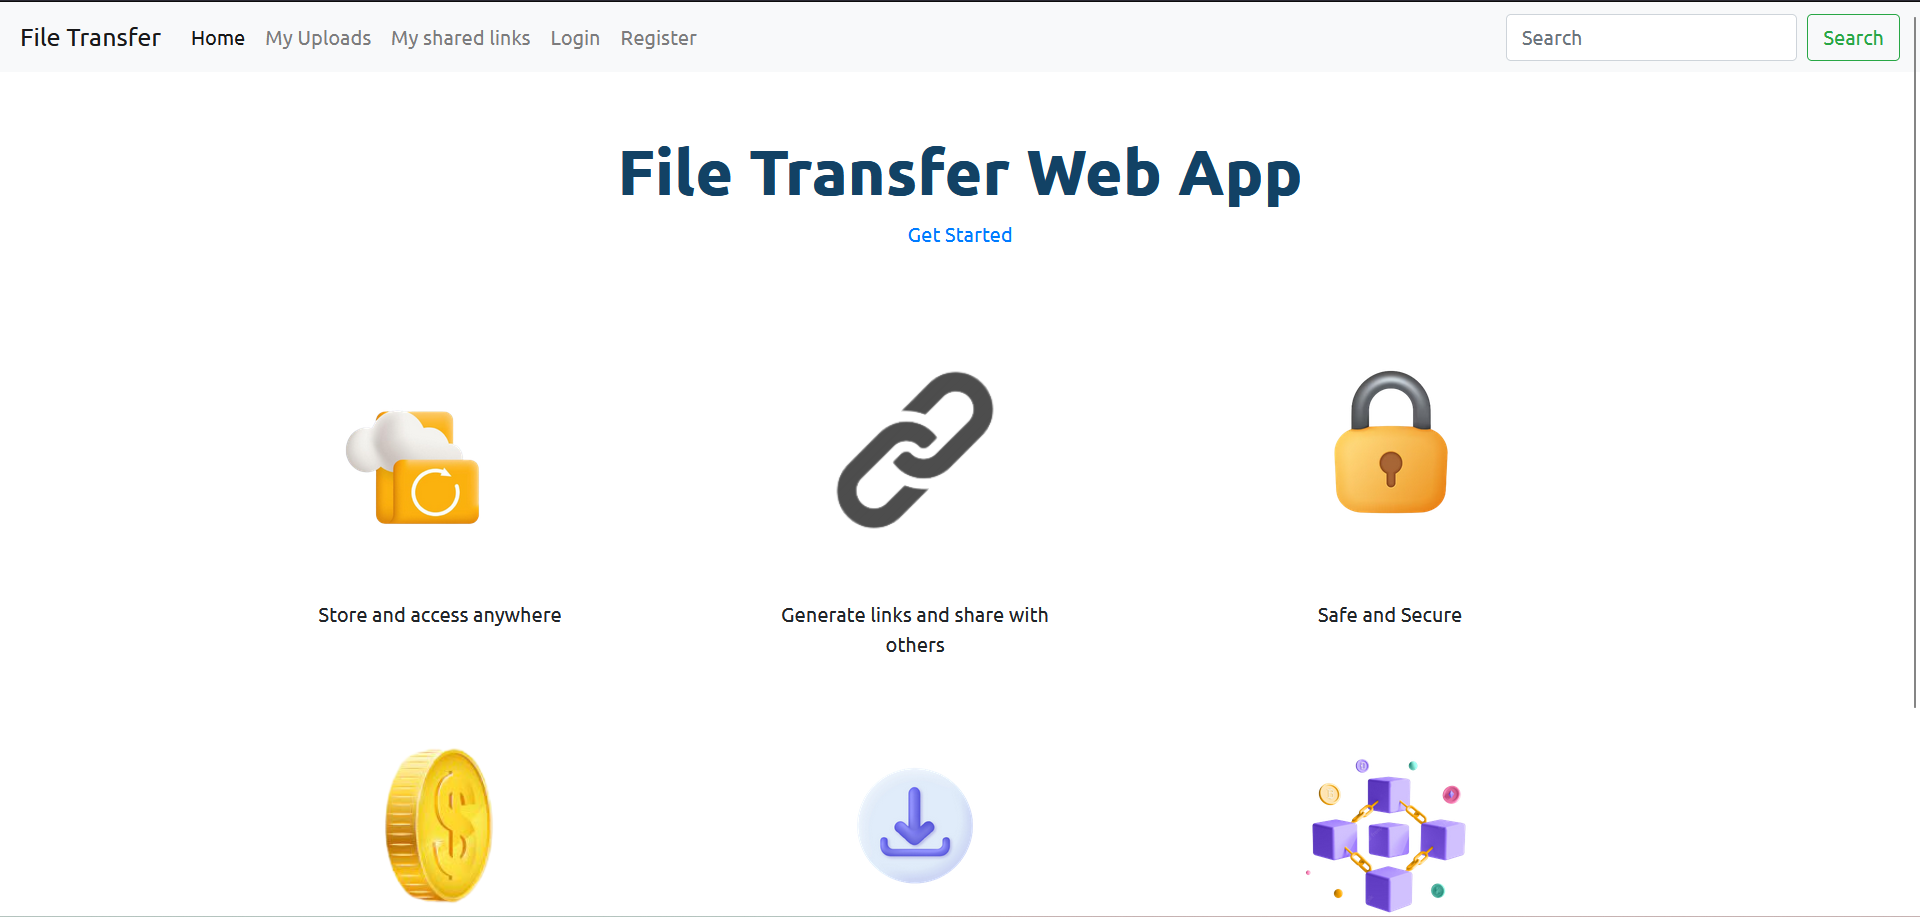 File Transfer Home My Uploads My shared links Login Register Search Search
File Transfer Web App
Get Started
Store and access anywhere
Generate links and share with
others
Safe and Secure